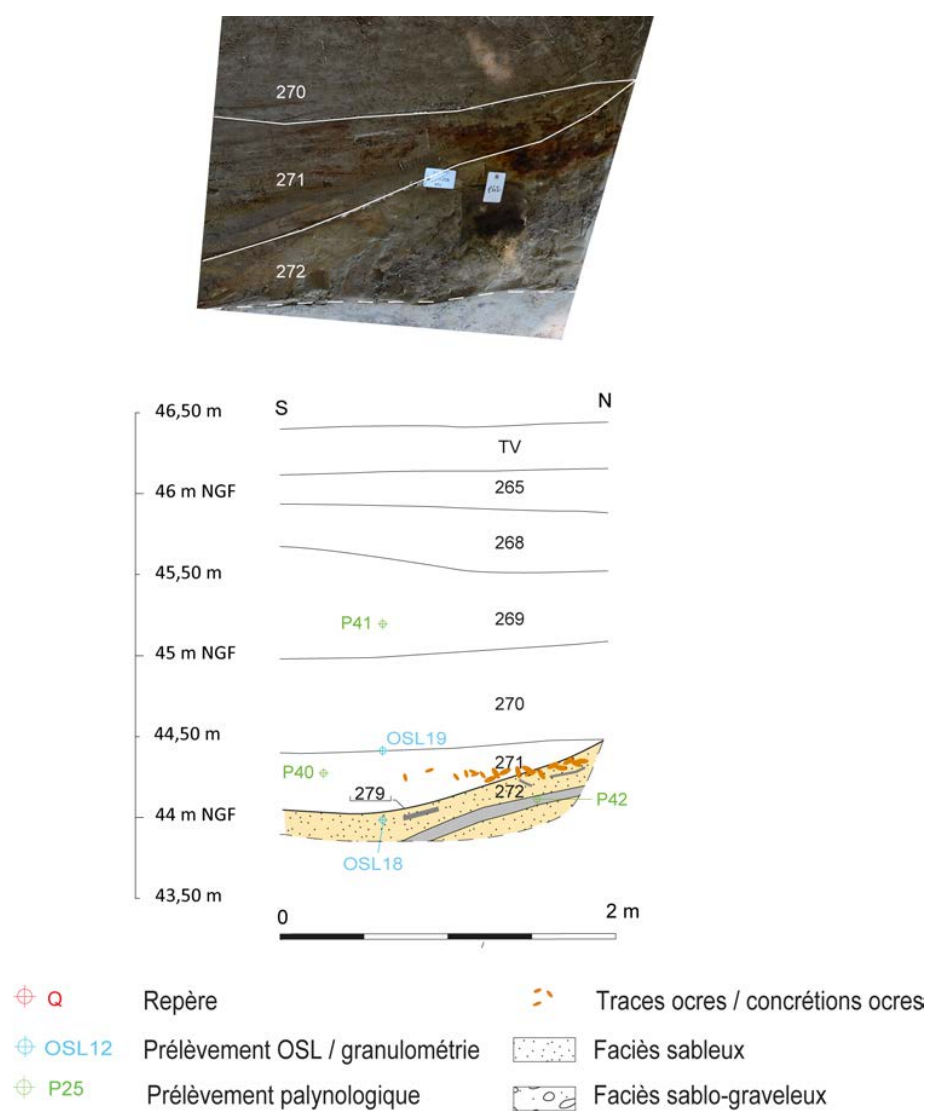 270
271
272
S N
46,50 m
TV
265
46 m NGF
268
45,50 m
P41 269
45 m NGF
270
44,50 m
OSL19
271
P40
279 272
P42
44 m NGF
OSL18
43,50 m
0 2 m
Q Repère
Traces ocres / concrétions ocres
OSL12 Prélèvement OSL / granulométrie
Faciès sableux
P25 Prélèvement palynologique
Faciès sablo-graveleux